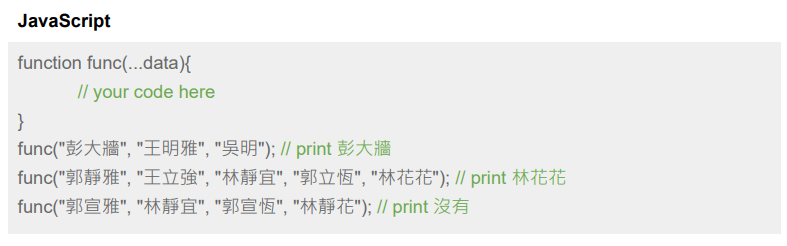 JavaScript
function func(...data){
// your code here
}
func("彭大牆", "王明雅", "吳明"); // print 彭大牆
func("郭靜雅", "王立強", "林靜宜", "郭立恆", "林花花"); // print 林花花
func("郭宣雅", "林靜宜", "郭宣恆", "林靜花"); // print 沒有